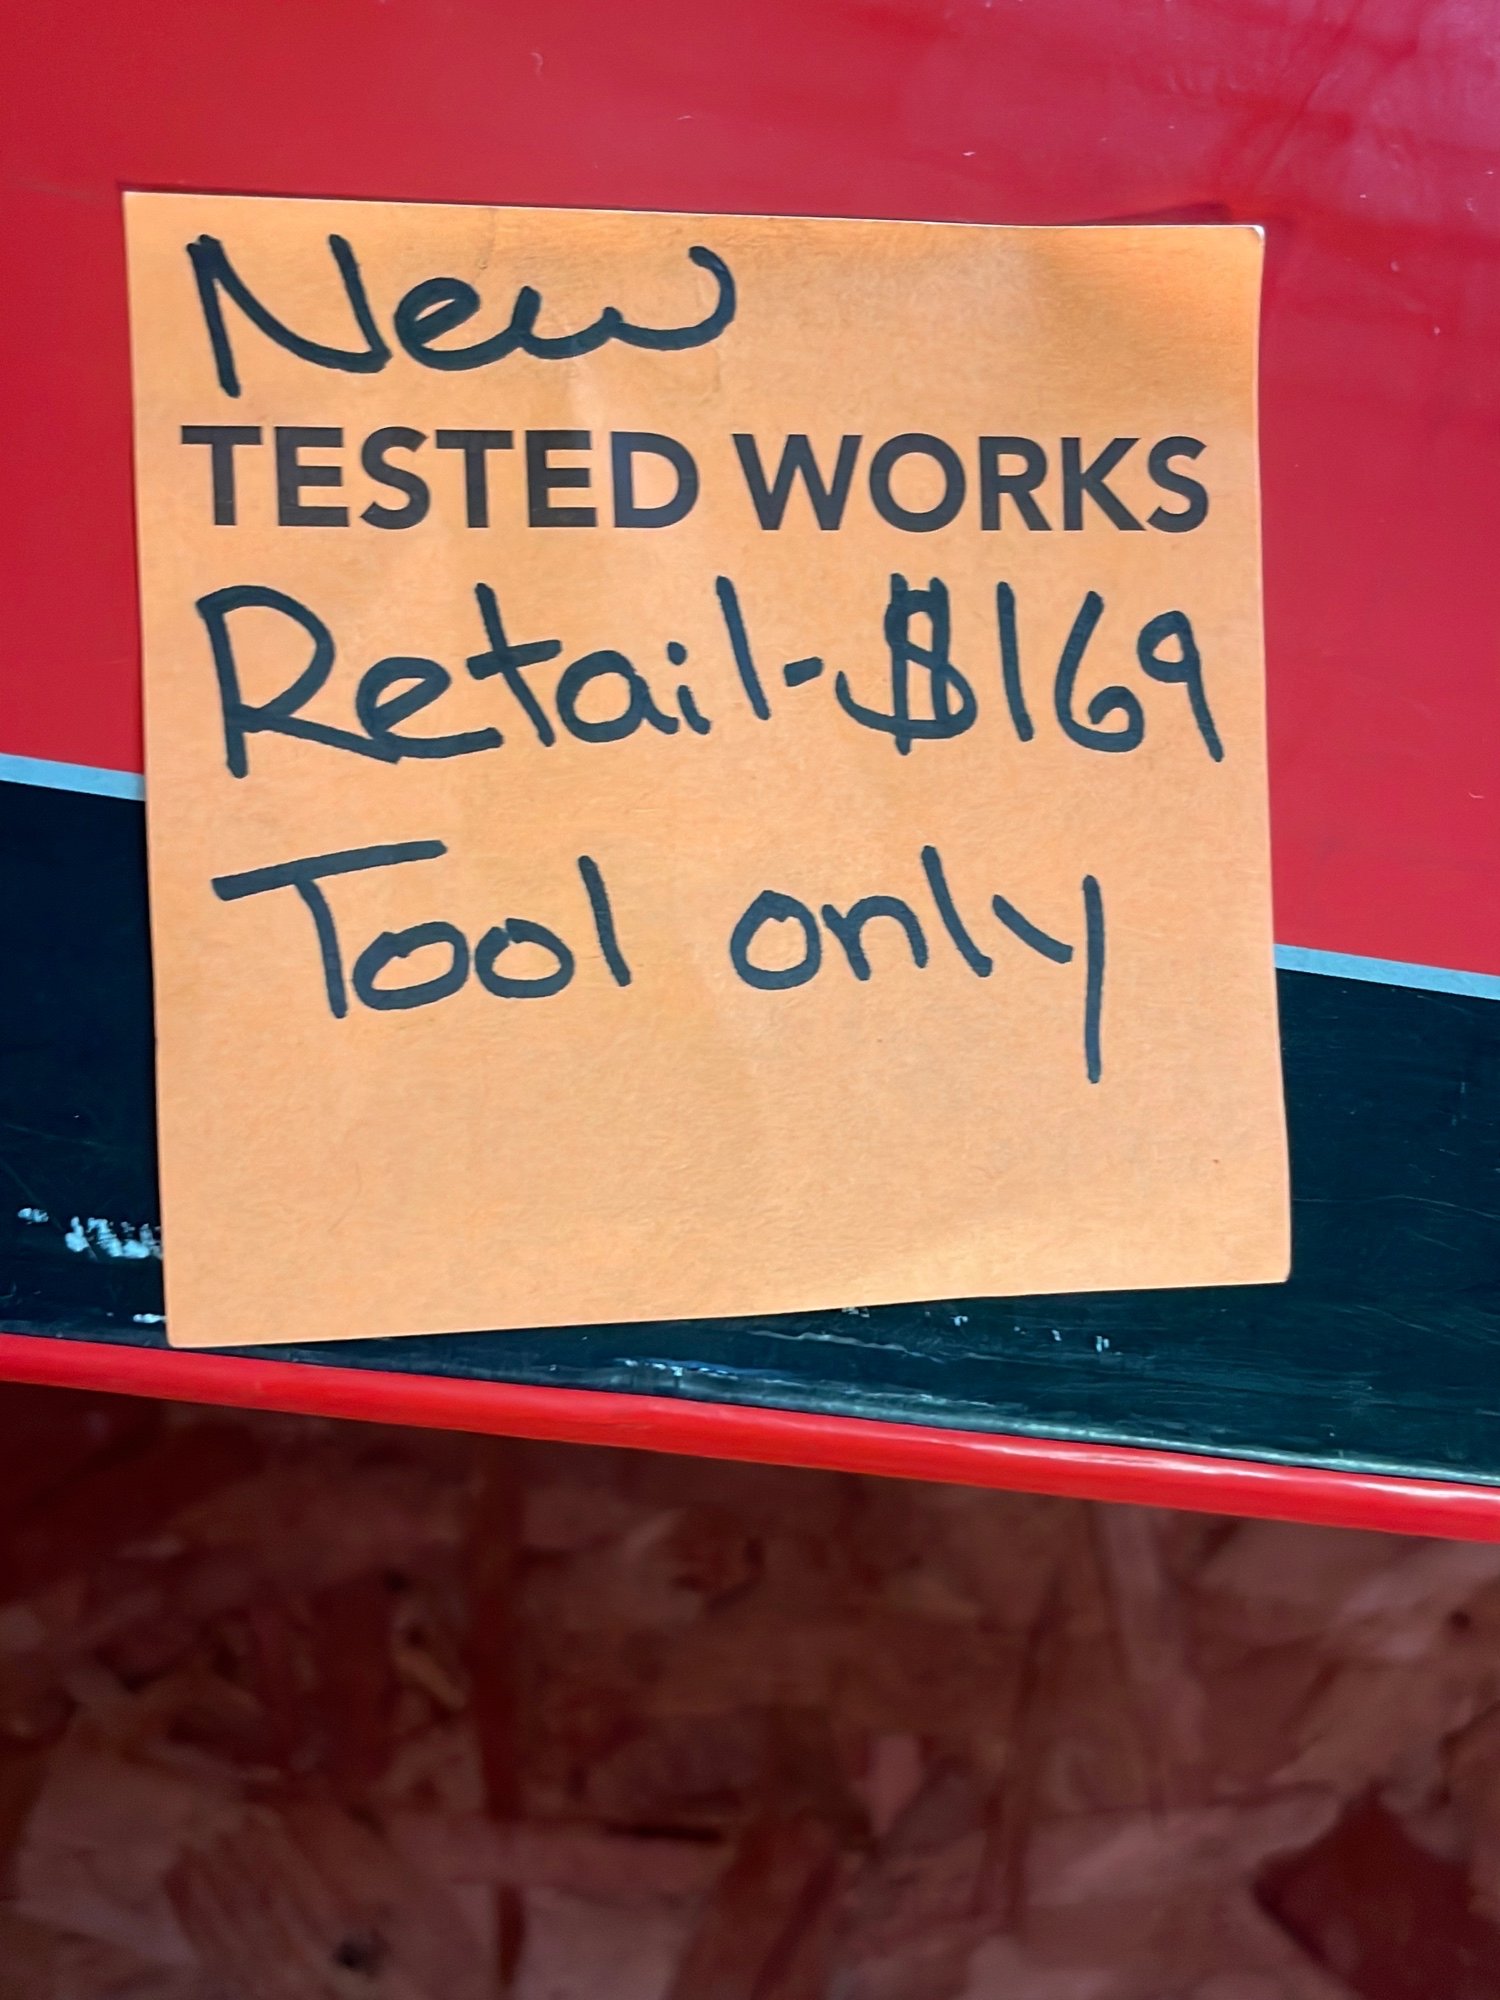 New
TESTED WORKS
Retail-$169
Tool only